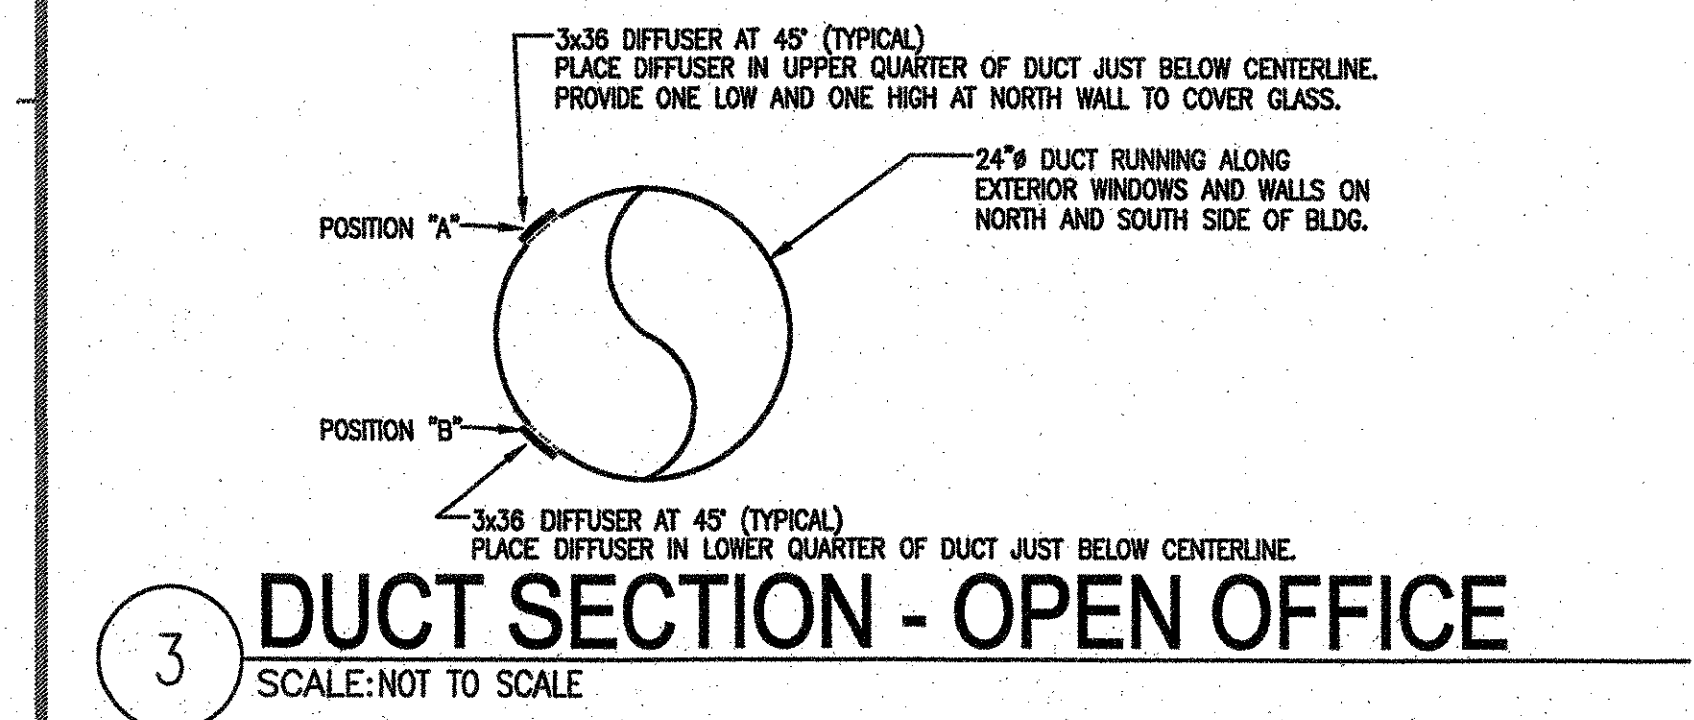 3x36 DIFFUSER AT 45° (TYPICAL)
PLACE DIFFUSER IN UPPER QUARTER OF DUCT JUST BELOW CENTERLINE.
PROVIDE ONE LOW AND ONE HIGH AT NORTH WALL TO COVER GLASS.
24"ø DUCT RUNNING ALONG
EXTERIOR WINDOWS AND WALLS ON
NORTH AND SOUTH SIDE OF BLDG.
POSITION "A"
POSITION "B"
3x36 DIFFUSER AT 45° (TYPICAL)
PLACE DIFFUSER IN LOWER QUARTER OF DUCT JUST BELOW CENTERLINE.
3
DUCT SECTION - OPEN OFFICE
SCALE:NOT TO SCALE